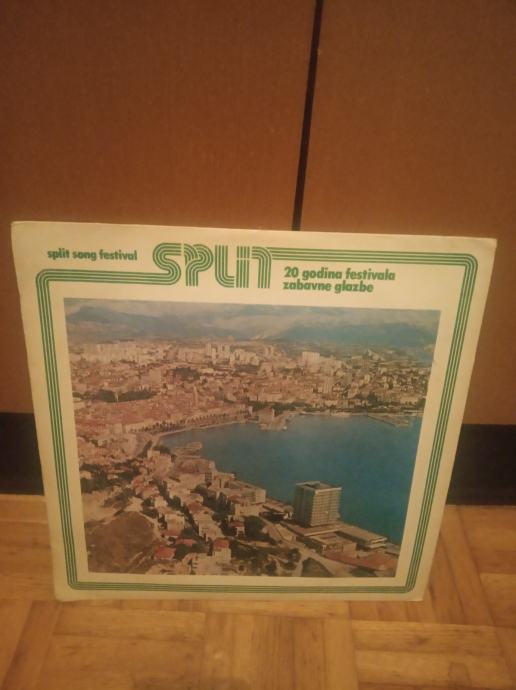 split song festival
SPLIT
20 godina festivala
zabavne glazbe